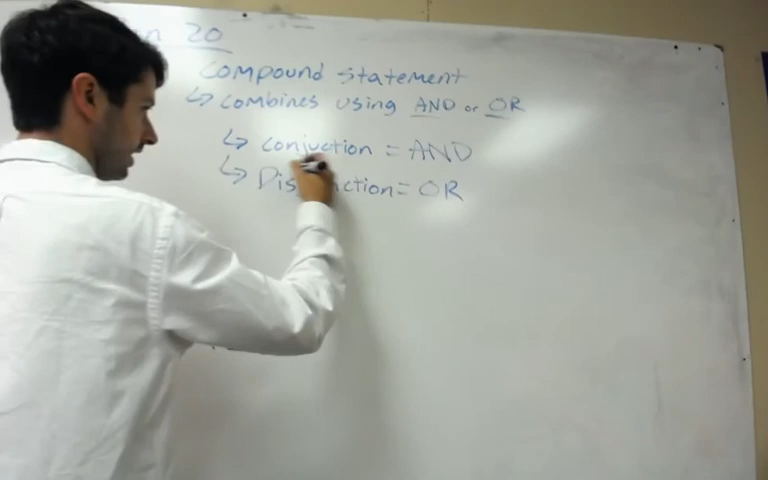 20
Compound Statement
↳ Combines using AND or OR
↳ Conjuction = AND
↳ = OR